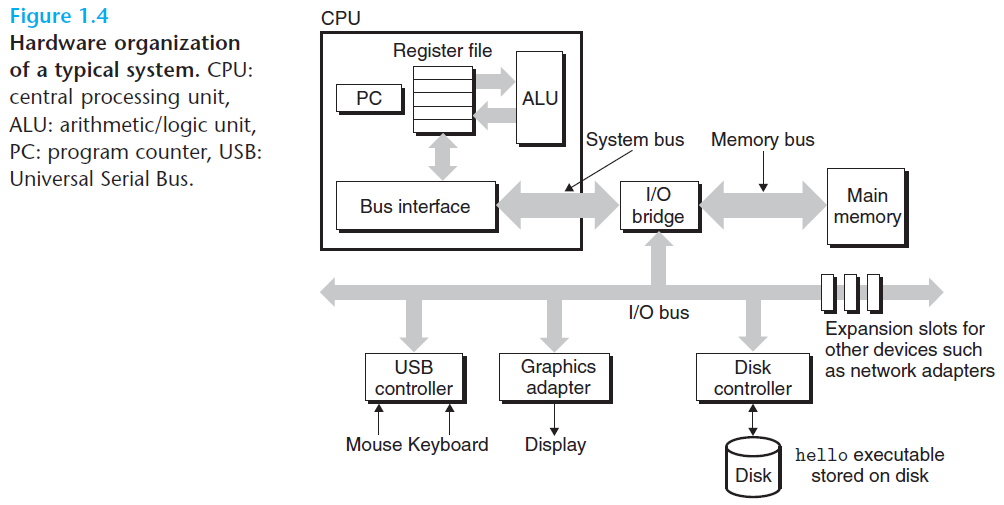 Figure 1.4
Hardware organization
of a typical system. CPU:
central processing unit,
ALU: arithmetic/logic unit,
PC: program counter, USB:
Universal Serial Bus.
CPU
Register file
PC
ALU
System bus
Memory bus
Bus interface
I/O
bridge
Main
memory
I/O bus
Expansion slots for
other devices such
as network adapters
USB
controller
Graphics
adapter
Disk
controller
Mouse Keyboard
Display
Disk
hello executable
stored on disk